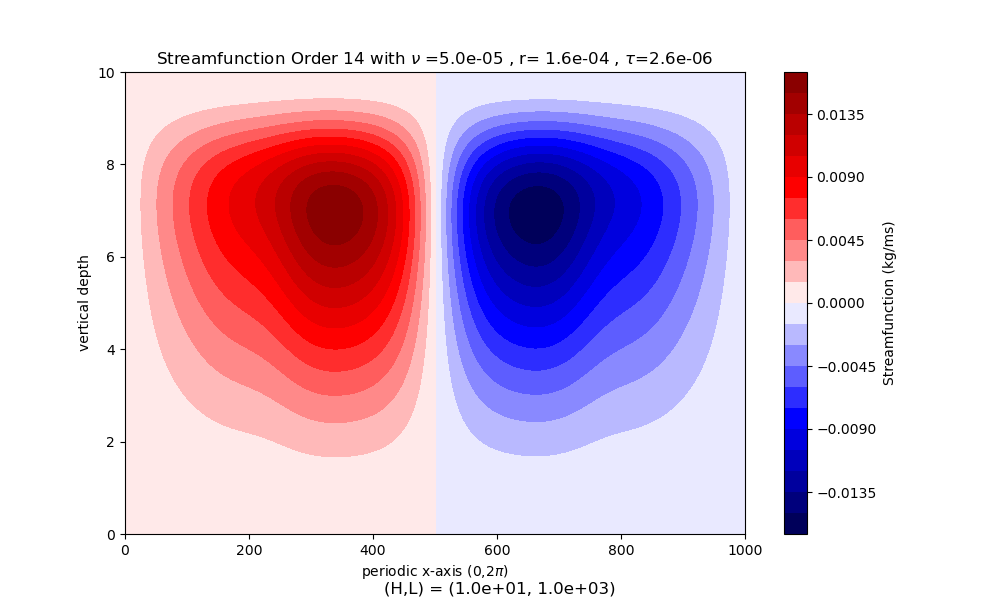 Streamfunction Order 14 with ν =5.0e-05 , r= 1.6e-04 , τ=2.6e-06
10
8
6
4
2
0
vertical depth
0 200 400 600 800 1000
periodic x-axis (0,2π)
(H,L) = (1.0e+01, 1.0e+03)
0.0135
0.0090
0.0045
0.0000
−0.0045
−0.0090
−0.0135
Streamfunction (kg/ms)